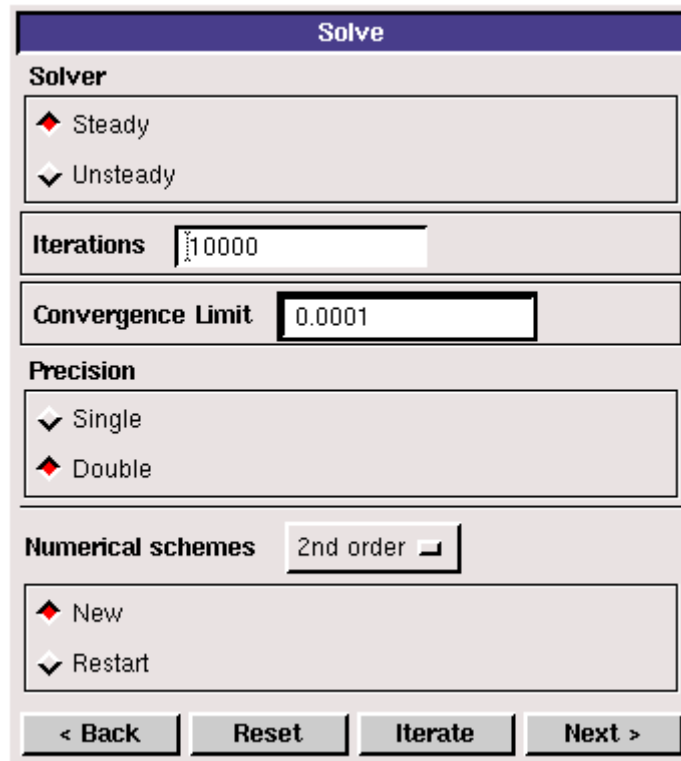 Solve
Solver
Steady
Unsteady
Iterations 10000
Convergence Limit 0.0001
Precision
Single
Double
Numerical schemes 2nd order
New
Restart
< Back Reset Iterate Next >